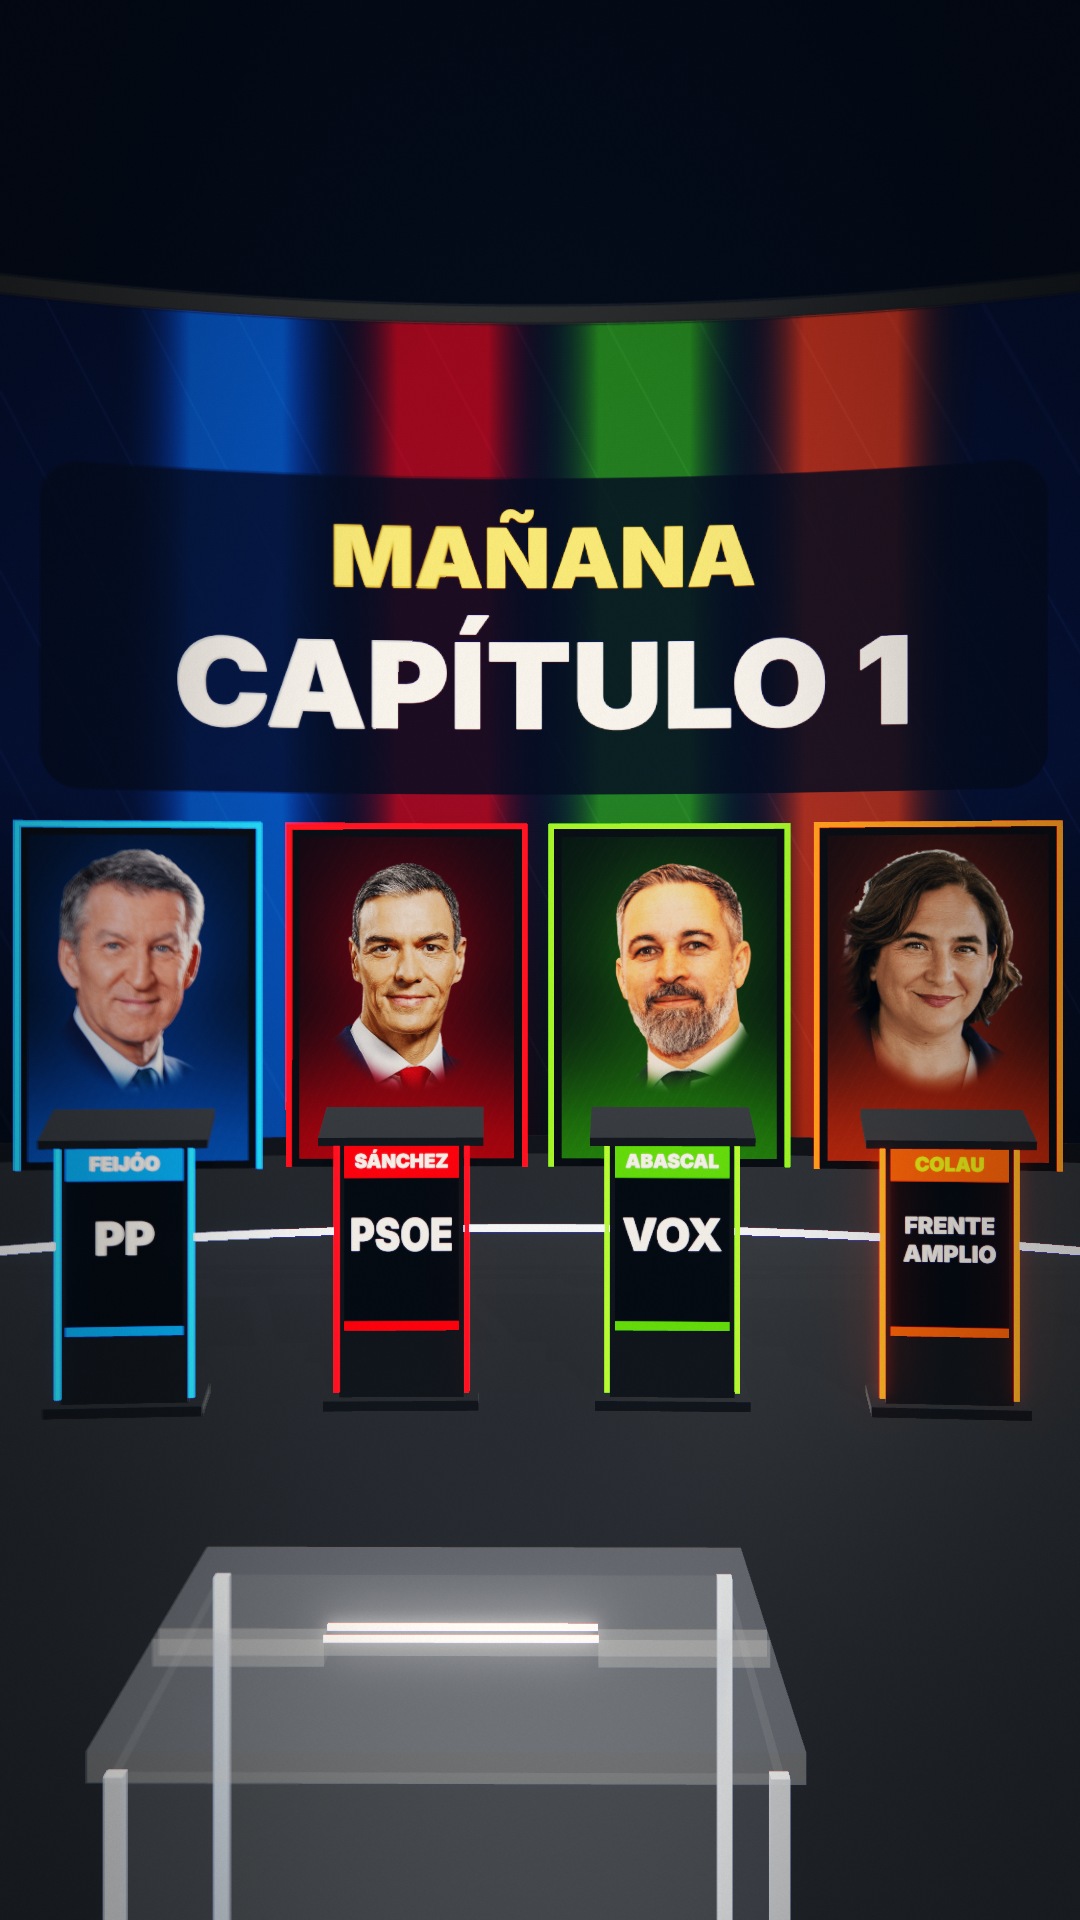 MAÑANA
CAPÍTULO 1
FEIJÓO
PP
SÁNCHEZ
PSOE
ABASCAL
VOX
COLAU
FRENTE
AMPLIO